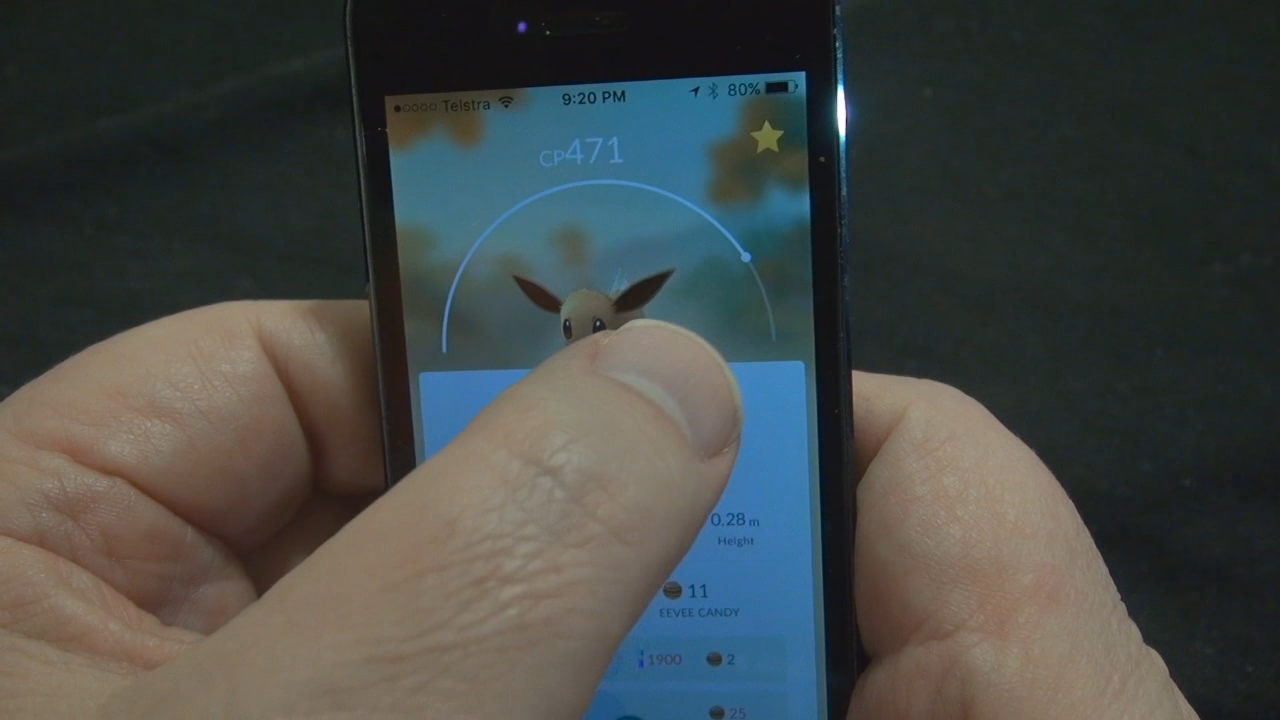 Telstra 9:20 PM 80%
CP471
0.28 m
Height
11
EEVEE CANDY
1900 2
25